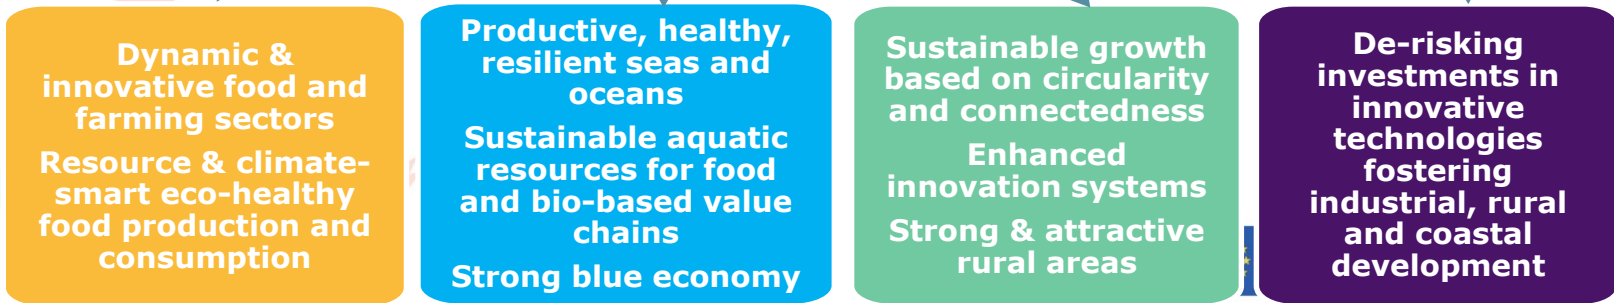 Dynamic &
innovative food and
farming sectors
Resource & climate-
smart eco-healthy
food production and
consumption
Productive, healthy,
resilient seas and
oceans
Sustainable aquatic
resources for food
and bio-based value
chains
Strong blue economy
Sustainable growth
based on circularity
and connectedness
Enhanced
innovation systems
Strong & attractive
rural areas
De-risking
investments in
innovative
technologies
fostering
industrial, rural
and coastal
development